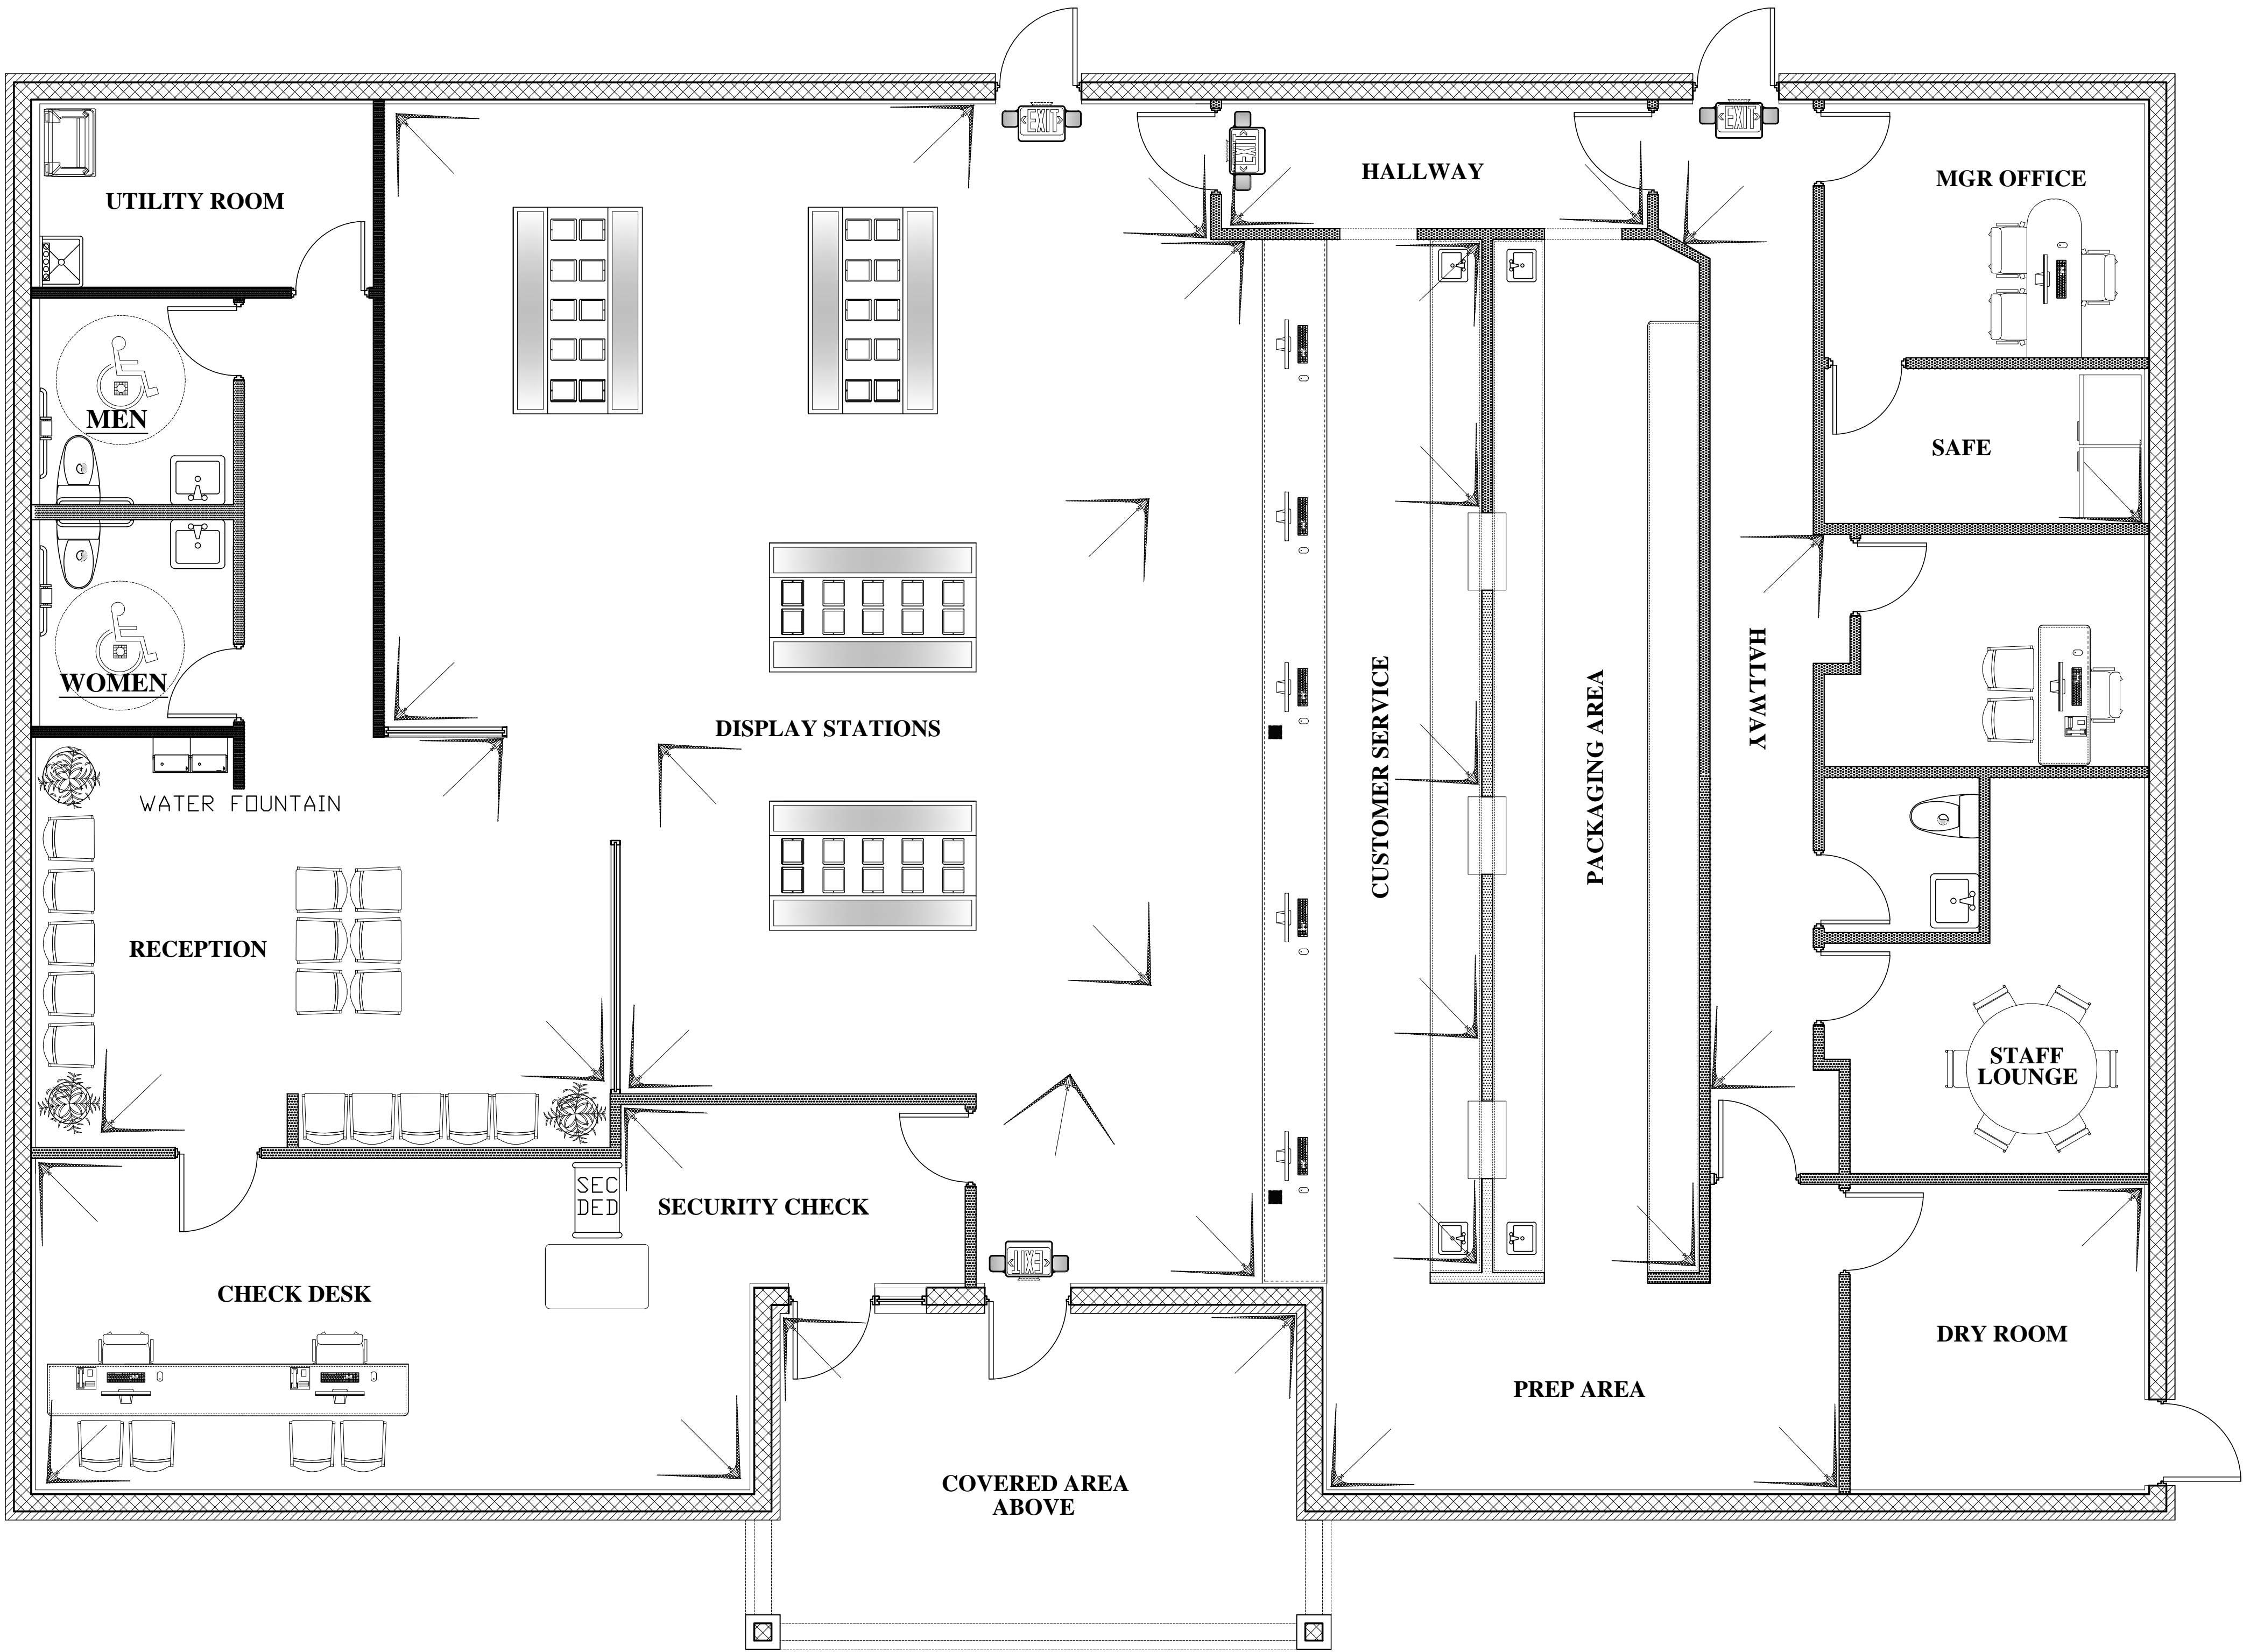 EXIT
EXIT
EXIT
HALLWAY
UTILITY ROOM
MGR OFFICE
MEN
SAFE
WOMEN
DISPLAY STATIONS
CUSTOMER SERVICE
PACKAGING AREA
HALLWAY
WATER FOUNTAIN
RECEPTION
STAFF
LOUNGE
SEC
DED
SECURITY CHECK
EXIT
CHECK DESK
DRY ROOM
PREP AREA
COVERED AREA
ABOVE